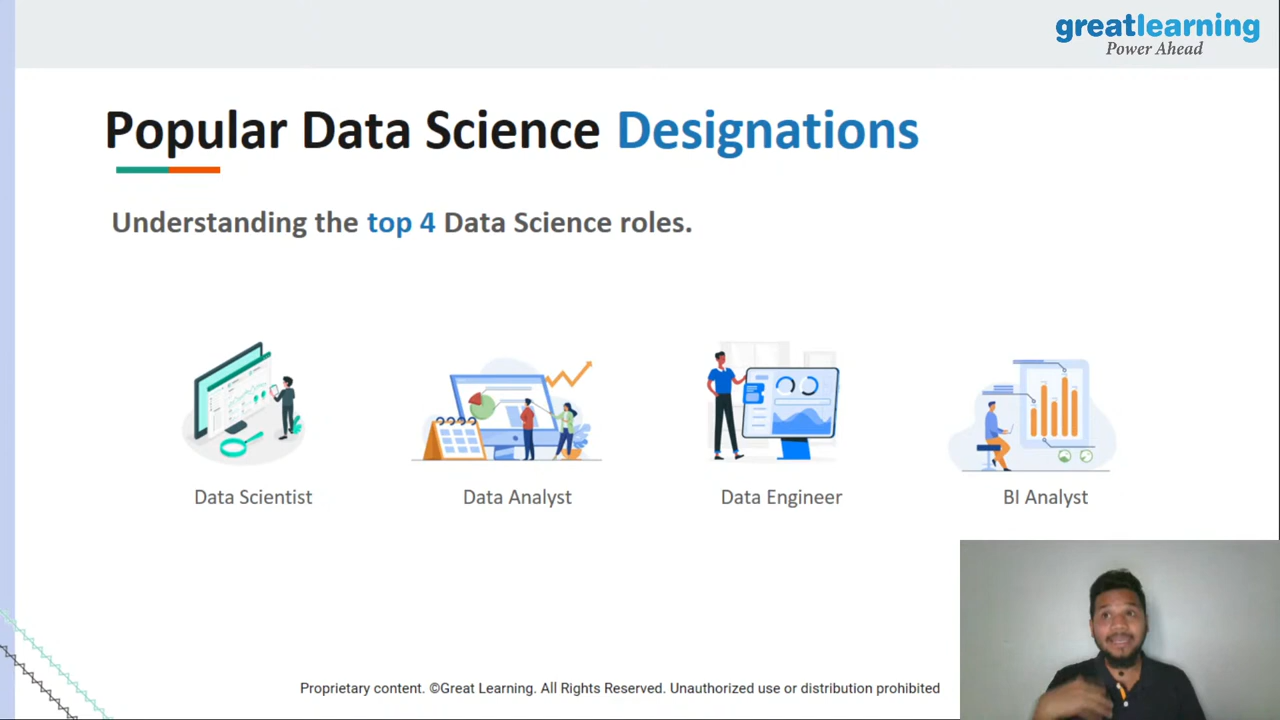 greatlearning
Power Ahead
Popular Data Science Designations
Understanding the top 4 Data Science roles.
Data Scientist
Data Analyst
Data Engineer
BI Analyst
Proprietary content. ©Great Learning. All Rights Reserved. Unauthorized use or distribution prohibited